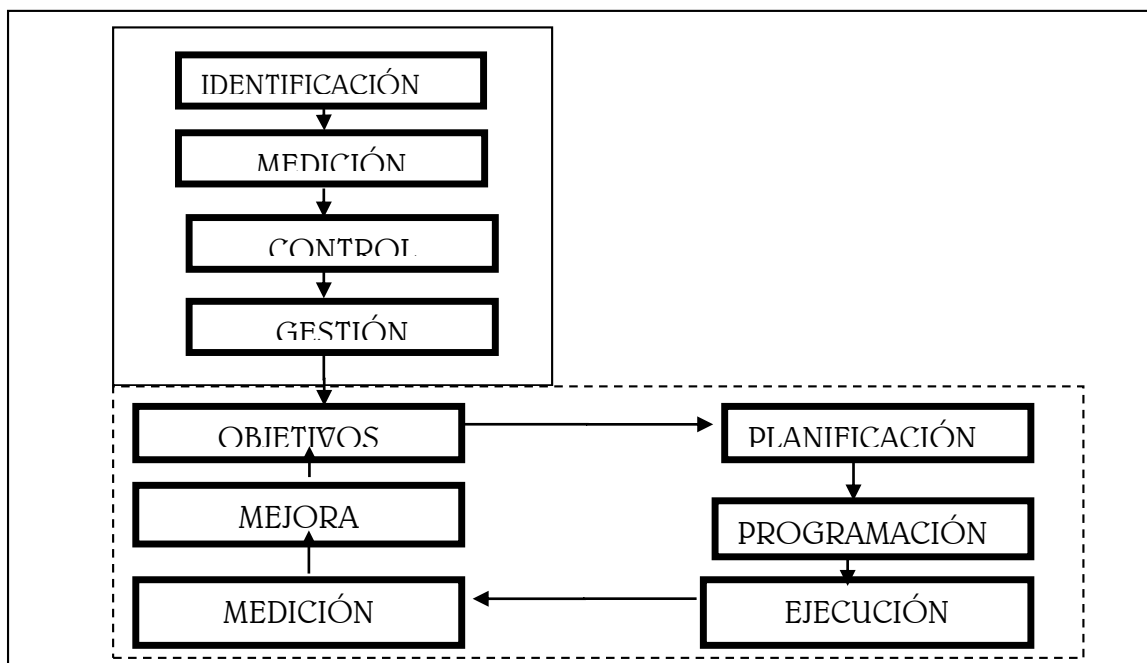 IDENTIFICACIÓN
MEDICIÓN
CONTROL
GESTIÓN
OBJETIVOS
PLANIFICACIÓN
MEJORA
PROGRAMACIÓN
MEDICIÓN
EJECUCIÓN